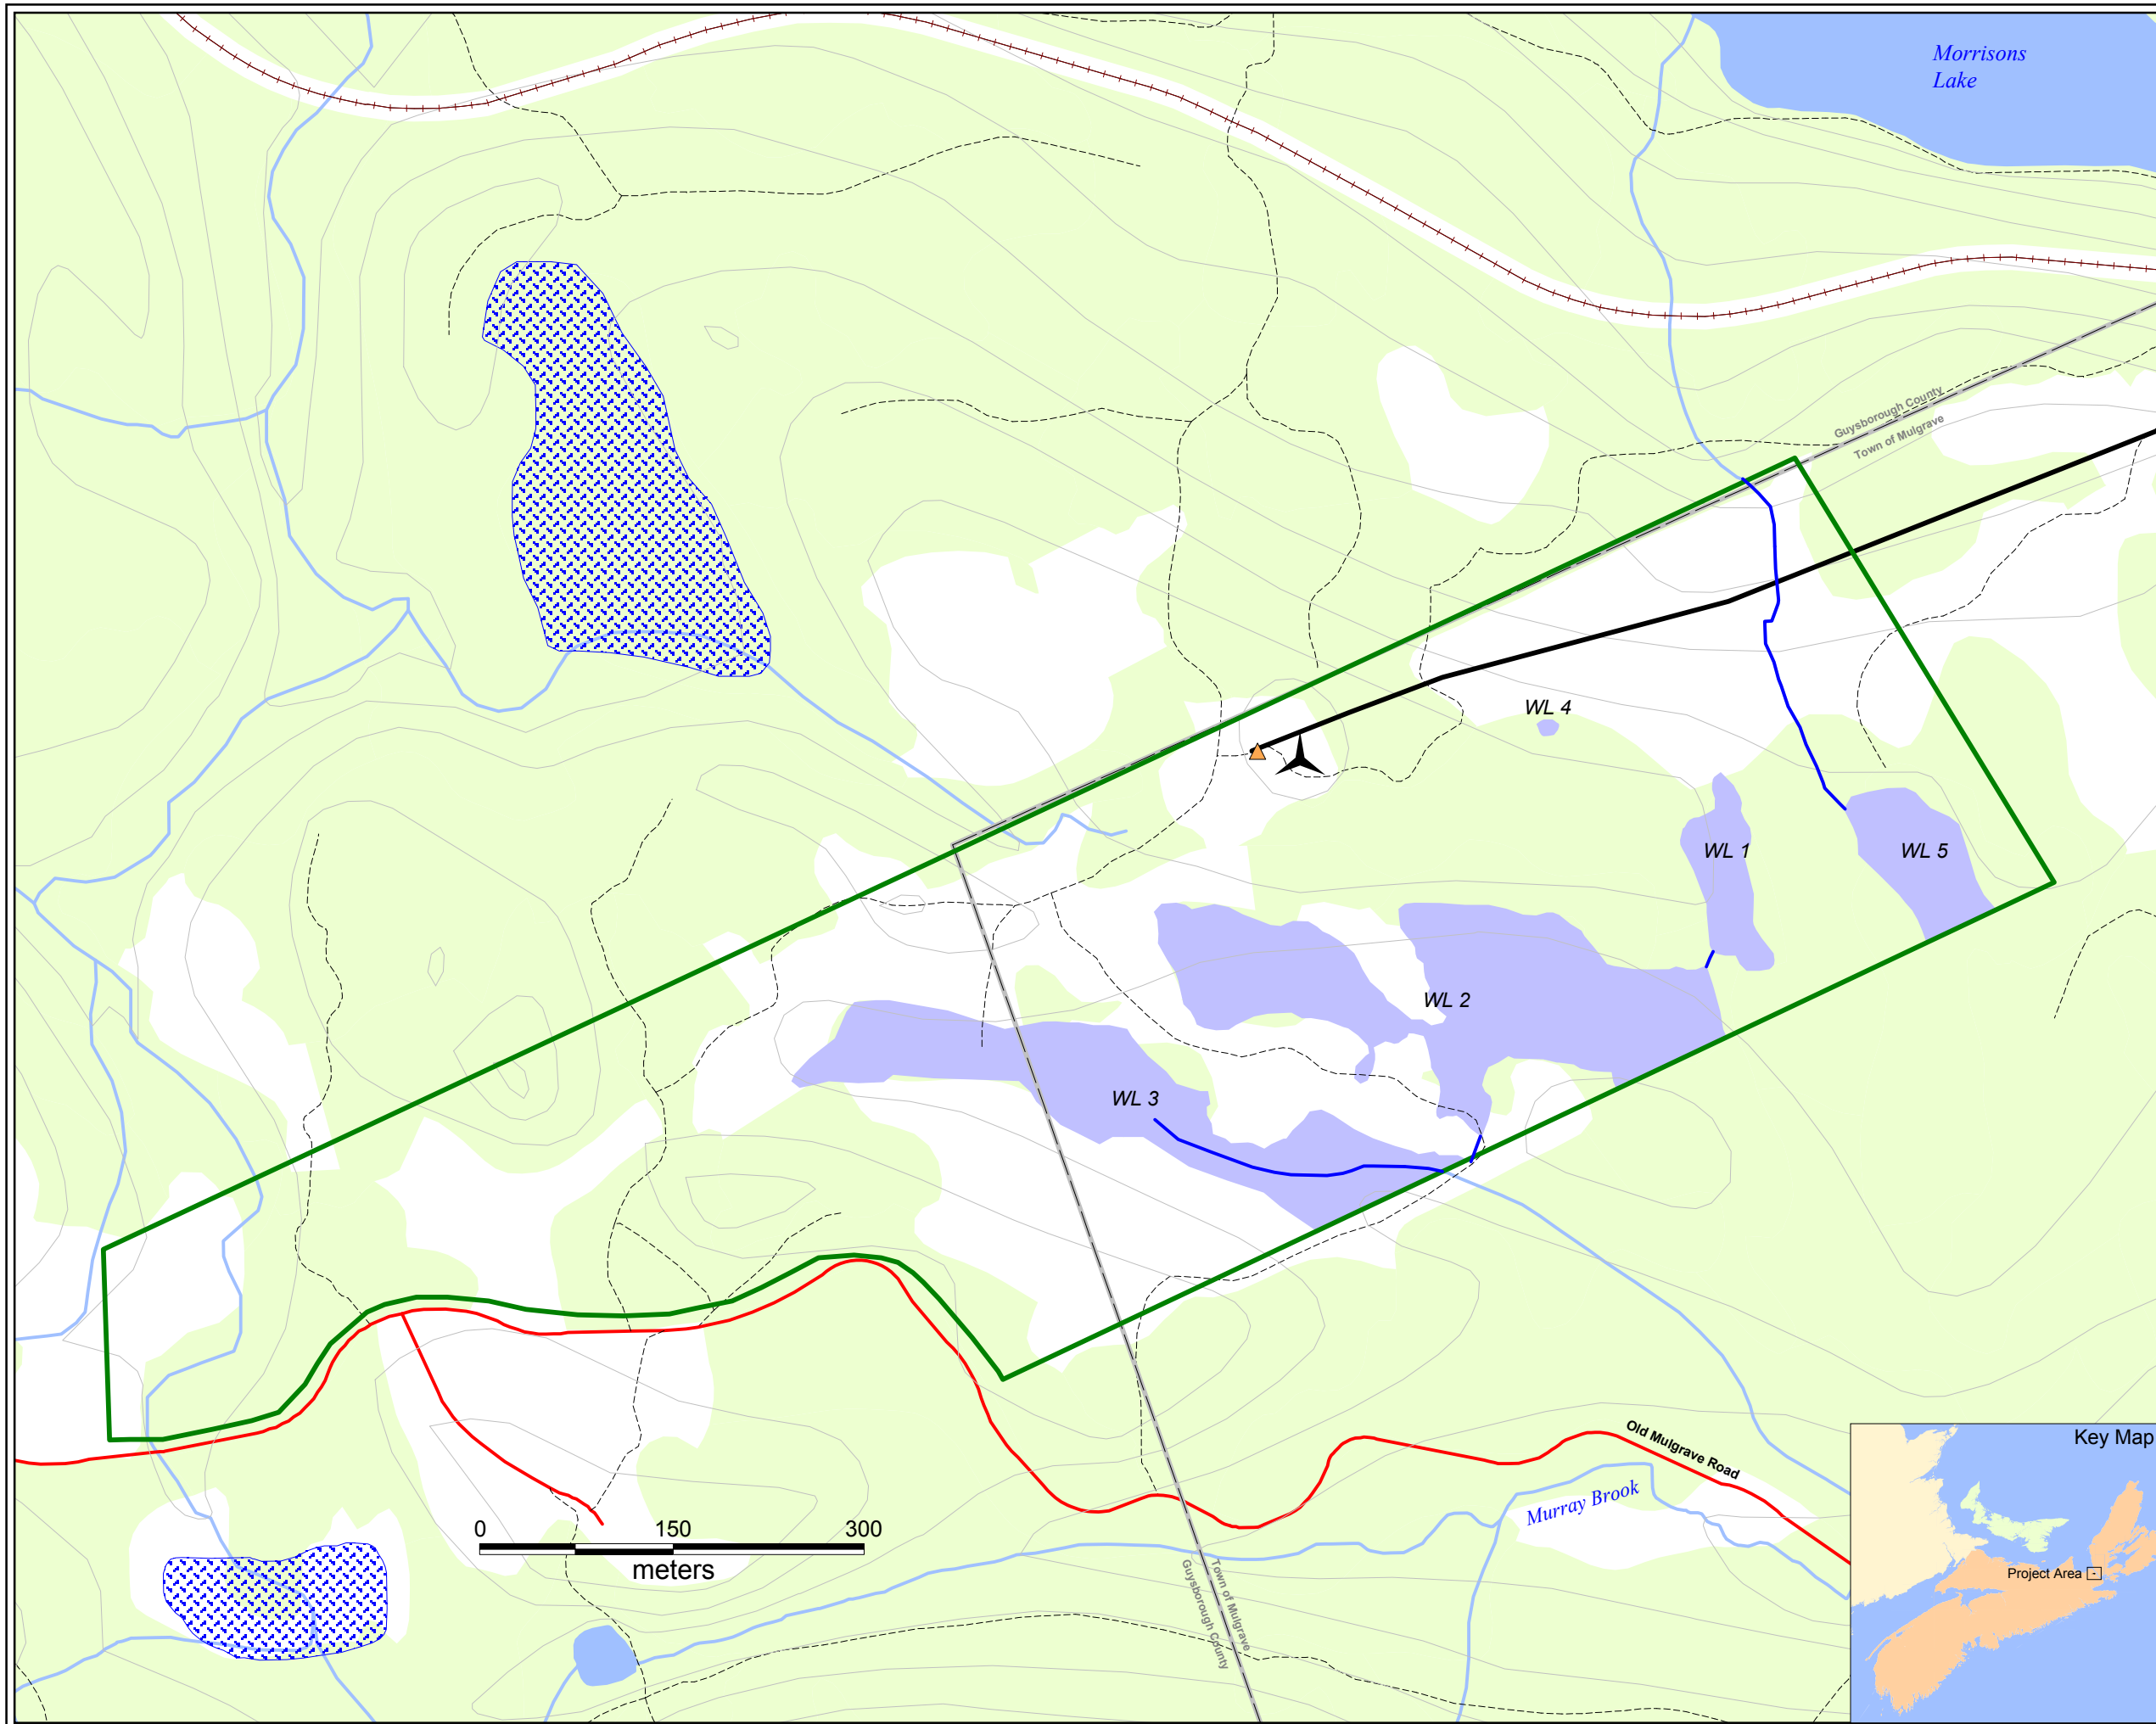 Morrisons
Lake
Guysborough County
Town of Mulgrave
WL 4
WL 1
WL 5
WL 2
WL 3
Old Mulgrave Road
Murray Brook
Key Map
Project Area
0 150 300
meters
Town of Mulgrave
Guysborough County